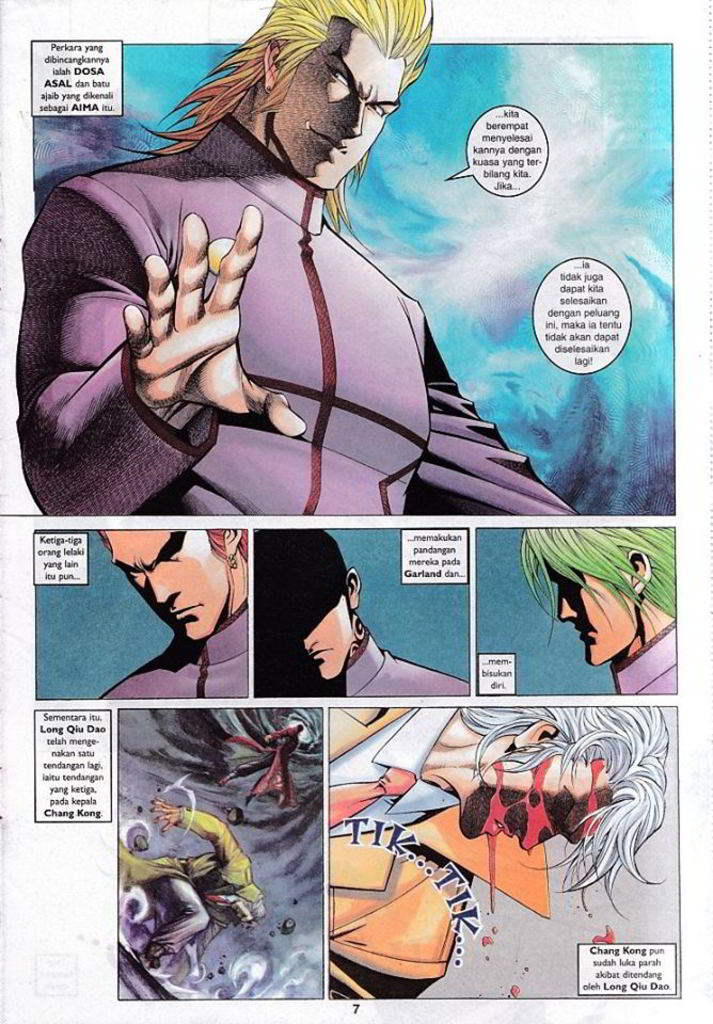 Perkara yang
dibincangkannya
ialah DOSA
ASAL dan batu
ajaib yang dikenali
sebagai AIMA itu.
...kita
berempat
menyelesai
kannya dengan
kuasa yang ter-
bilang kini.
Jika...
...ia
tidak juga
dapat kita
selesaikan
dengan peluang
ini, maka ia tentu
tidak akan dapat
diselesaikan
lagi!
Ketiga-tiga
orang lelaki
yang lain
itu pun...
...memakukan
pandangan
mereka pada
Garland dan...
...mem-
bisukan
diri.
Sementara itu,
Long Qiu Dao
telah menge-
nakan satu
tendangan lagi,
iaitu tendangan
yang ketiga,
pada kepala
Chang Kong.
TIK...TIK...
Chang Kong pun
sudah luka parah
akibat ditendang
oleh Long Qiu Dao.
7